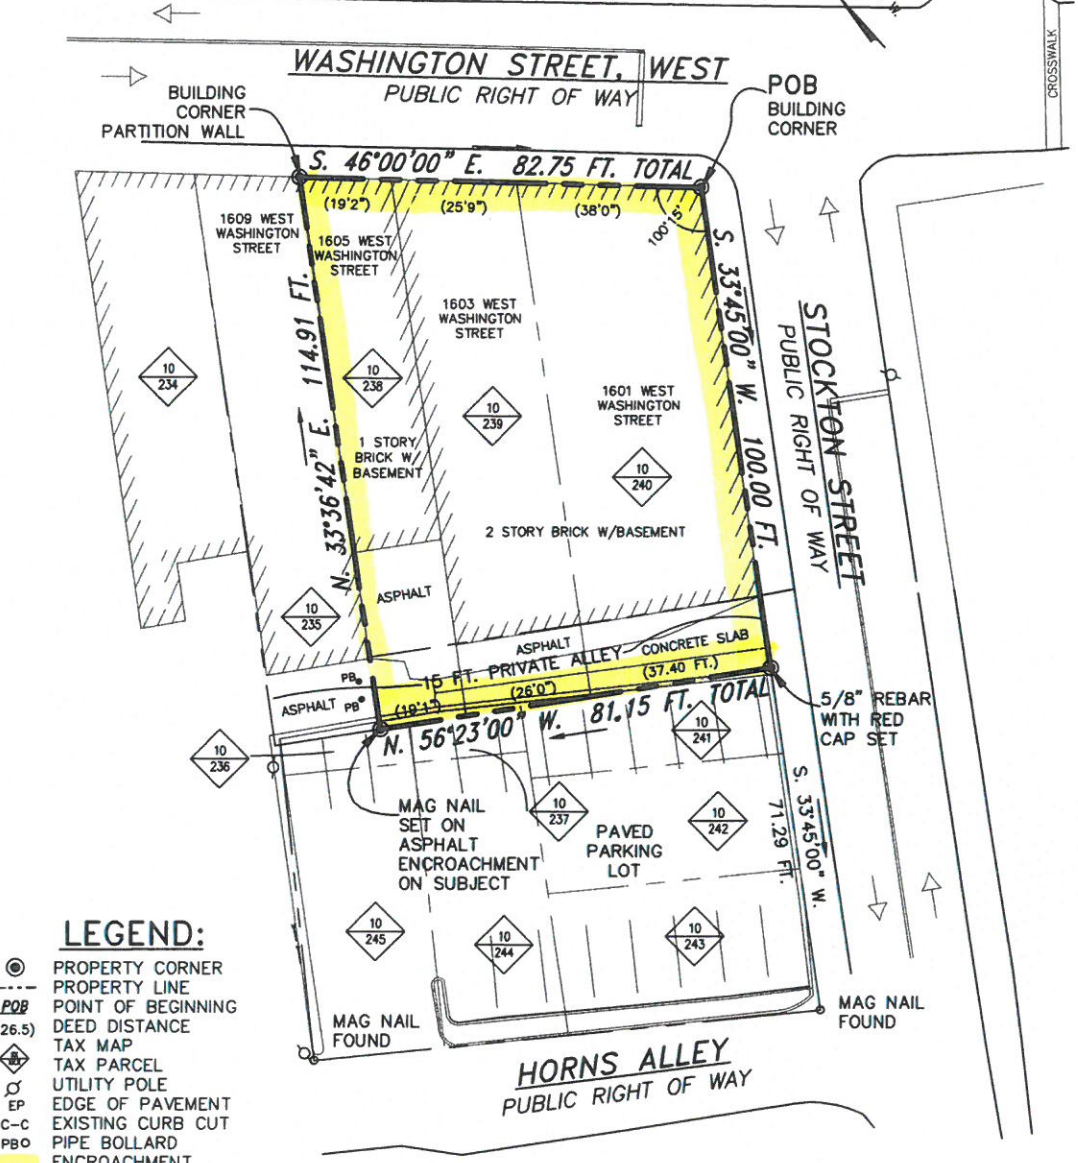 WASHINGTON STREET, WEST
PUBLIC RIGHT OF WAY
CROSSWALK
BUILDING
CORNER
PARTITION WALL
POB
BUILDING
CORNER
S. 46°00'00" E. 82.75 FT. TOTAL
(19'2")
(25'9")
(38'0")
100°15'
1609 WEST
WASHINGTON
STREET
1605 WEST
WASHINGTON
STREET
1603 WEST
WASHINGTON
STREET
1601 WEST
WASHINGTON
STREET
N. 33°36'42" E. 114.91 FT.
S. 33°45'00" W. 100.00 FT.
STOCKTON STREET
PUBLIC RIGHT OF WAY
10
234
10
238
10
239
10
240
1 STORY
BRICK W/
BASEMENT
2 STORY BRICK W/BASEMENT
ASPHALT
10
235
ASPHALT
CONCRETE SLAB
15 FT. PRIVATE ALLEY
PB
ASPHALT
PB
(19'1")
(26'0")
(37.40 FT.)
N. 56°23'00" W. 81.15 FT. TOTAL
5/8" REBAR
WITH RED
CAP SET
10
236
10
241
10
237
10
242
MAG NAIL
SET ON
ASPHALT
ENCROACHMENT
ON SUBJECT
PAVED
PARKING
LOT
S. 33°45'00" W.
71.29 FT.
10
245
10
244
10
243
MAG NAIL
FOUND
MAG NAIL
FOUND
HORNS ALLEY
PUBLIC RIGHT OF WAY
LEGEND:
PROPERTY CORNER
PROPERTY LINE
POB POINT OF BEGINNING
26.5) DEED DISTANCE
TAX MAP
TAX PARCEL
UTILITY POLE
EP EDGE OF PAVEMENT
C-C EXISTING CURB CUT
PB PIPE BOLLARD
ENCROACHMENT